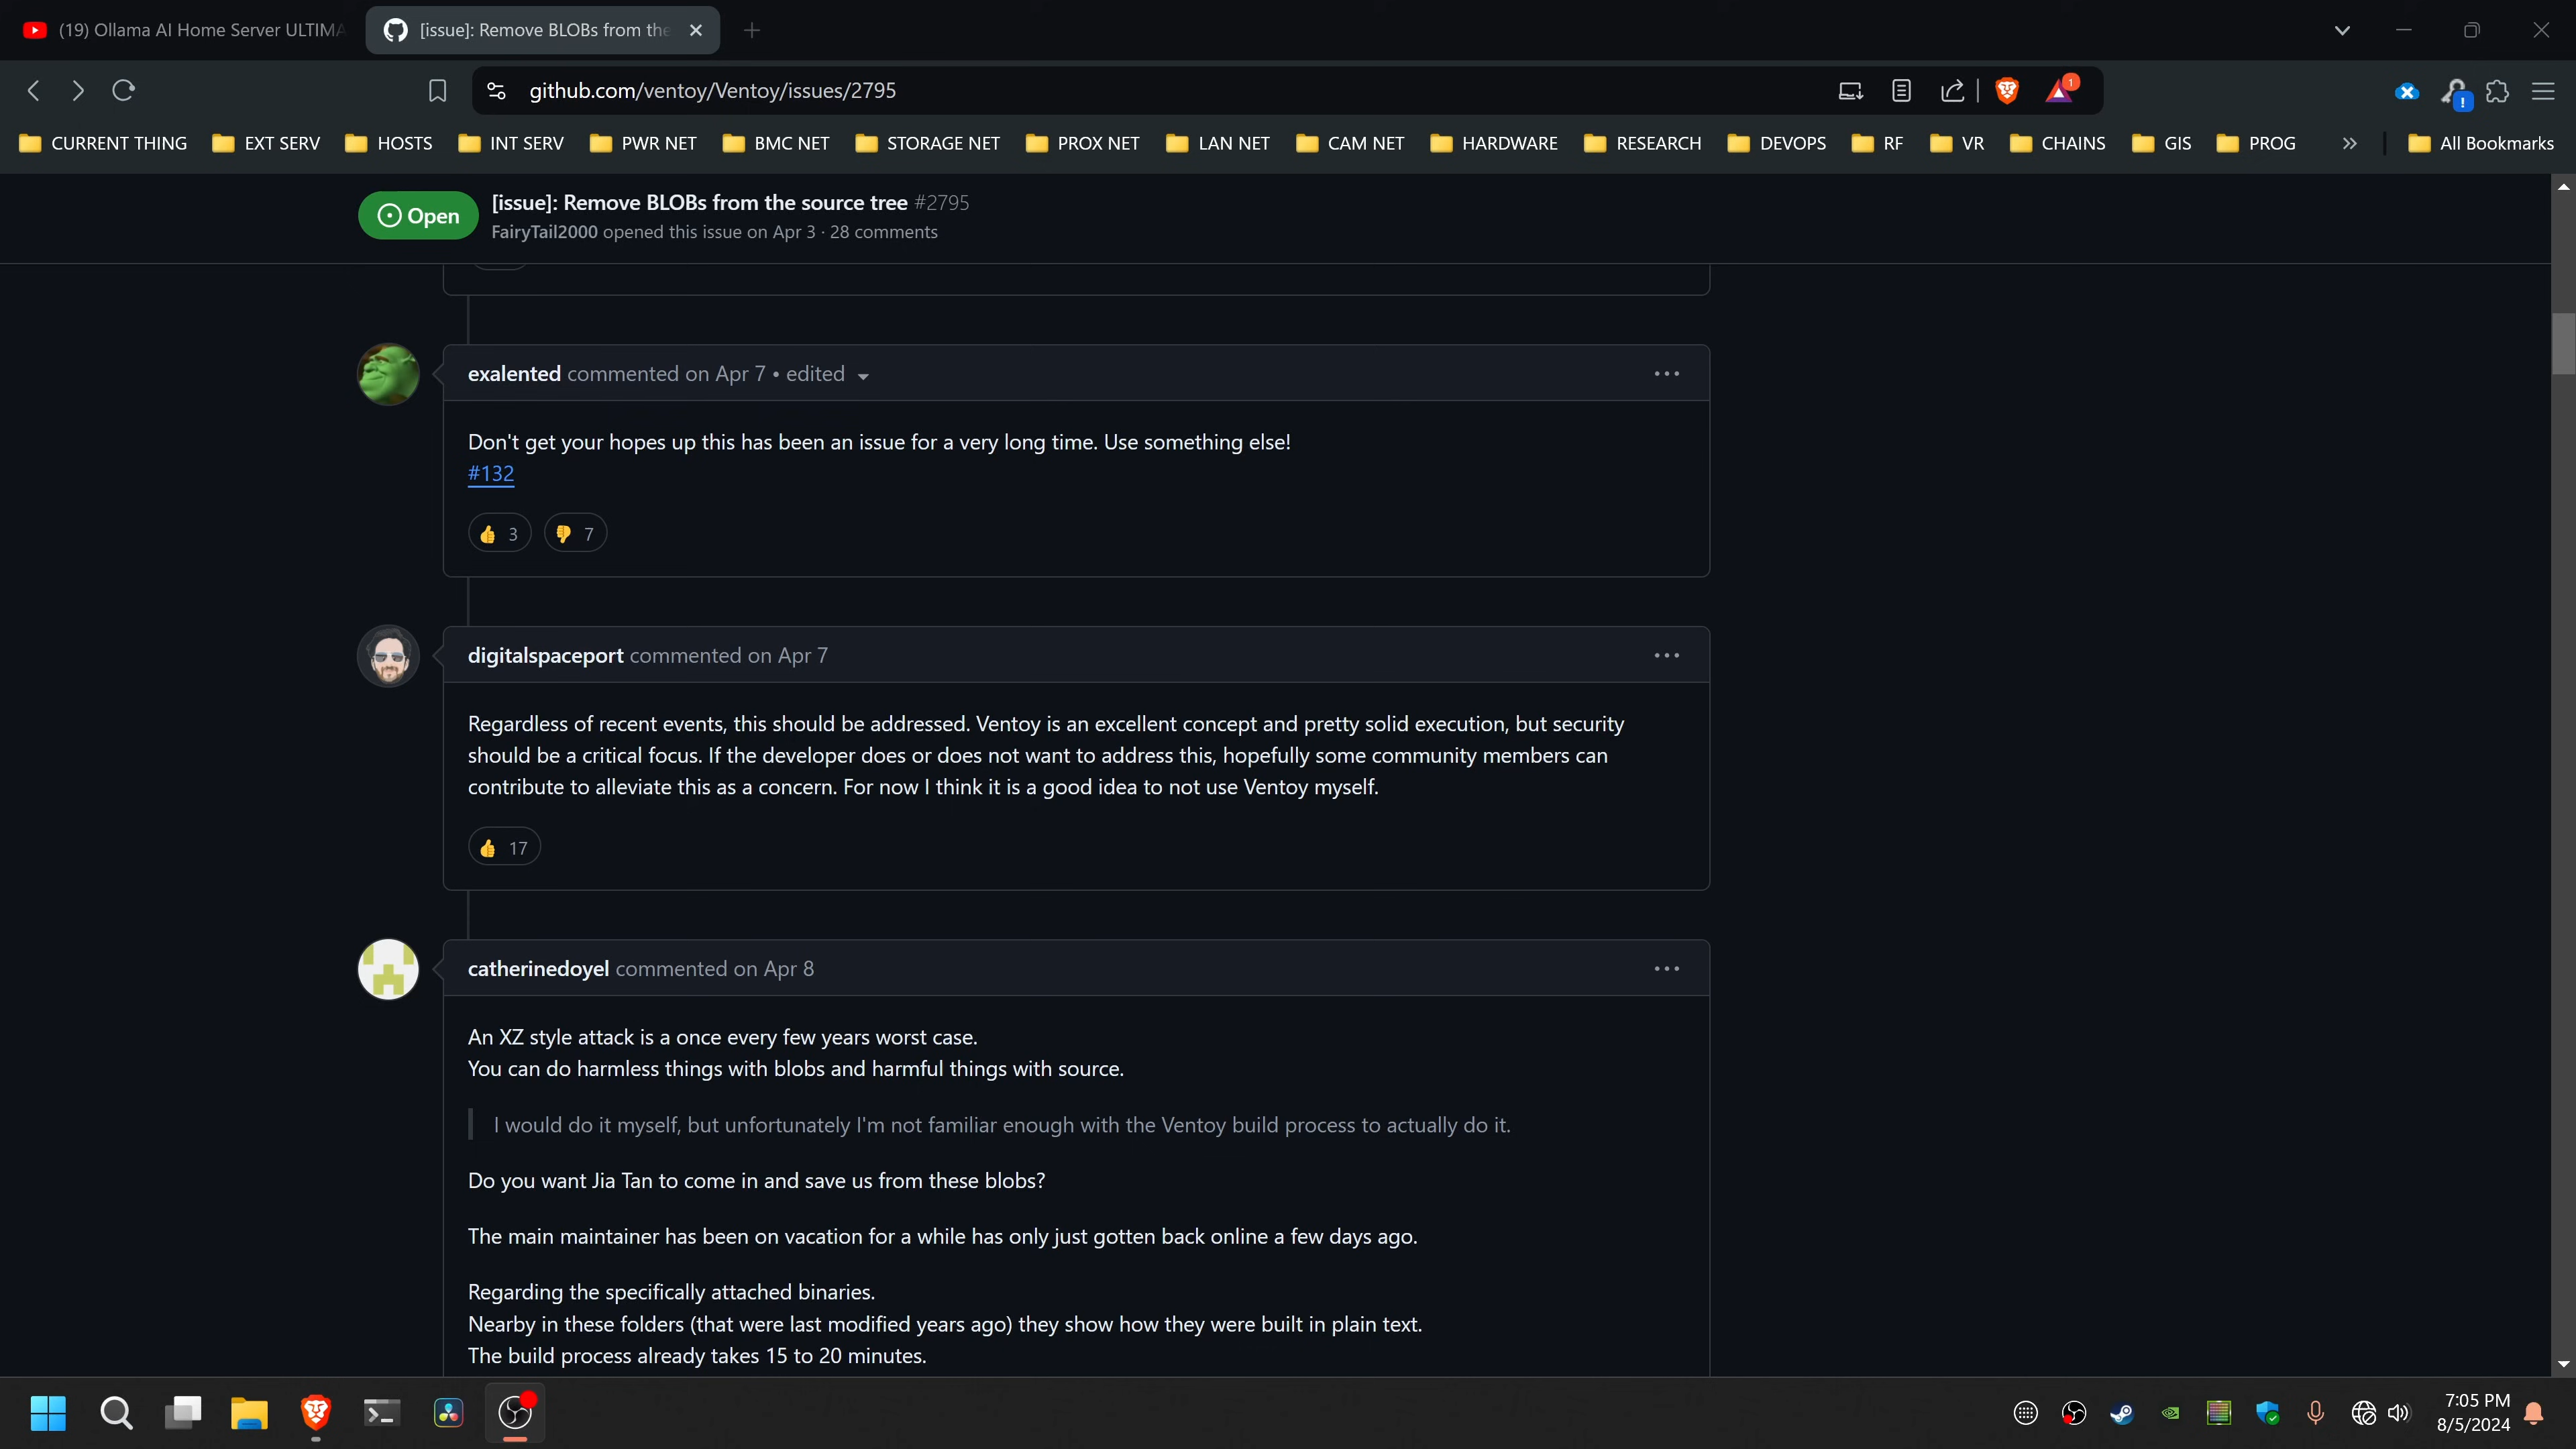 (19) Ollama AI Home Server ULTIMA
[issue]: Remove BLOBs from the
github.com/ventoy/Ventoy/issues/2795
1
!
CURRENT THING
EXT SERV
HOSTS
INT SERV
PWR NET
BMC NET
STORAGE NET
PROX NET
LAN NET
CAM NET
HARDWARE
RESEARCH
DEVOPS
RF
VR
CHAINS
GIS
PROG
»
All Bookmarks
Open
[issue]: Remove BLOBs from the source tree #2795
FairyTail2000 opened this issue on Apr 3 · 28 comments
exalented commented on Apr 7 • edited
Don't get your hopes up this has been an issue for a very long time. Use something else!
#132
👍 3 👎 7
digitalspaceport commented on Apr 7
Regardless of recent events, this should be addressed. Ventoy is an excellent concept and pretty solid execution, but security
should be a critical focus. If the developer does or does not want to address this, hopefully some community members can
contribute to alleviate this as a concern. For now I think it is a good idea to not use Ventoy myself.
👍 17
catherinedoyel commented on Apr 8
An XZ style attack is a once every few years worst case.
You can do harmless things with blobs and harmful things with source.
I would do it myself, but unfortunately I'm not familiar enough with the Ventoy build process to actually do it.
Do you want Jia Tan to come in and save us from these blobs?
The main maintainer has been on vacation for a while has only just gotten back online a few days ago.
Regarding the specifically attached binaries.
Nearby in these folders (that were last modified years ago) they show how they were built in plain text.
The build process already takes 15 to 20 minutes.
7:05 PM
8/5/2024